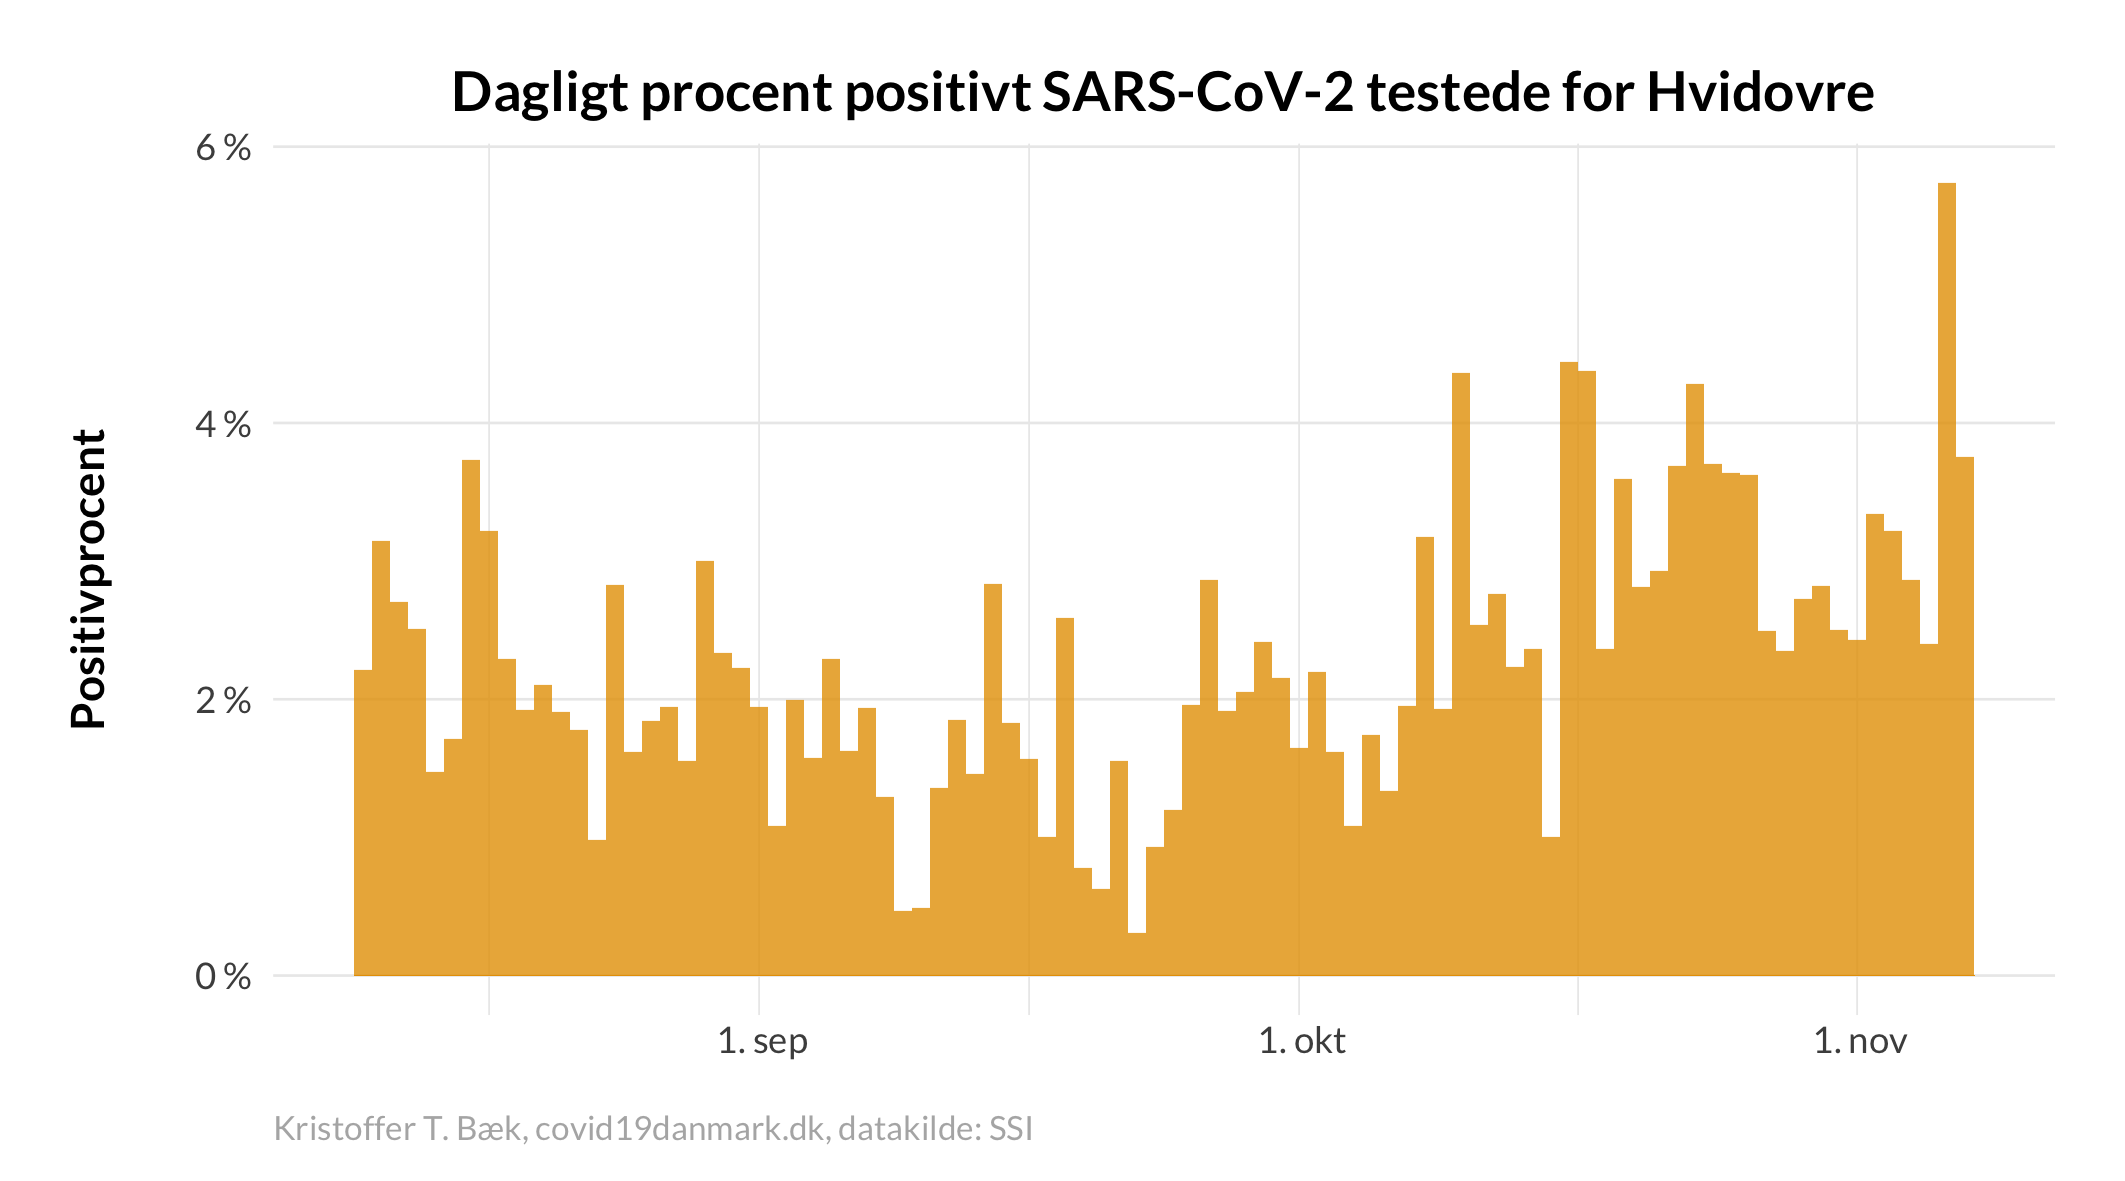 Dagligt procent positivt SARS-CoV-2 testede for Hvidovre
Positivprocent
6 %
4 %
2 %
0 %
1. sep
1. okt
1. nov
Kristoffer T. Bæk, covid19danmark.dk, datakilde: SSI